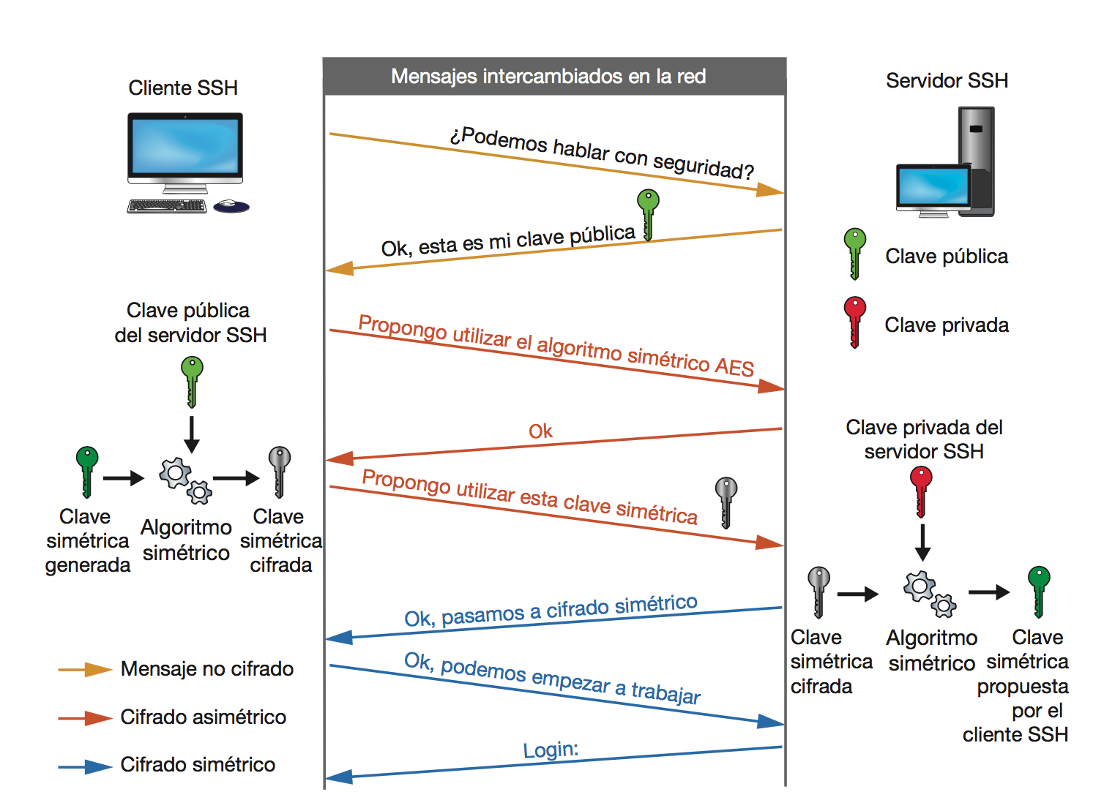 Mensajes intercambiados en la red
Cliente SSH
Servidor SSH
¿Podemos hablar con seguridad?
Ok, esta es mi clave pública
Clave pública
Clave privada
Clave pública
del servidor SSH
Propongo utilizar el algoritmo simétrico AES
Ok
Clave privada del
servidor SSH
Propongo utilizar esta clave simétrica
Clave
simétrica
generada
Algoritmo
simétrico
Clave
simétrica
cifrada
Ok, pasamos a cifrado simétrico
Clave
simétrica
cifrada
Algoritmo
simétrico
Clave
simétrica
propuesta
por el
cliente SSH
Ok, podemos empezar a trabajar
Login:
Mensaje no cifrado
Cifrado asimétrico
Cifrado simétrico